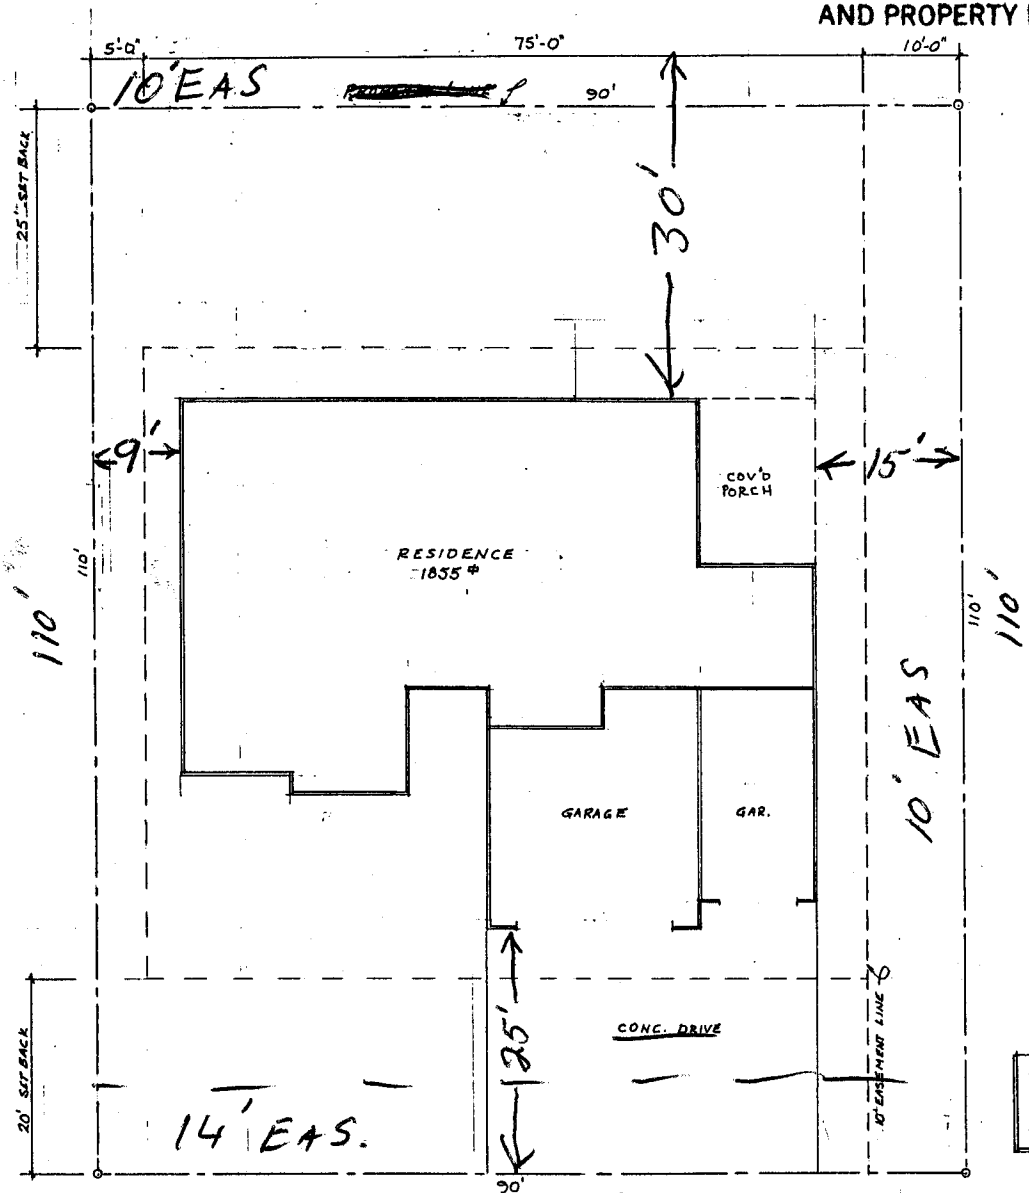 AND PROPERTY
5'-0"
75'-0"
10'-0"
10' EAS
90'
25' SET BACK
30'
9'
15'
COV'D
PORCH
RESIDENCE
1855
110'
110'
110'
110'
10' EAS
GARAGE
GAR.
25'
CONC. DRIVE
10' EASEMENT LINE
20' SET BACK
14' EAS.
90'